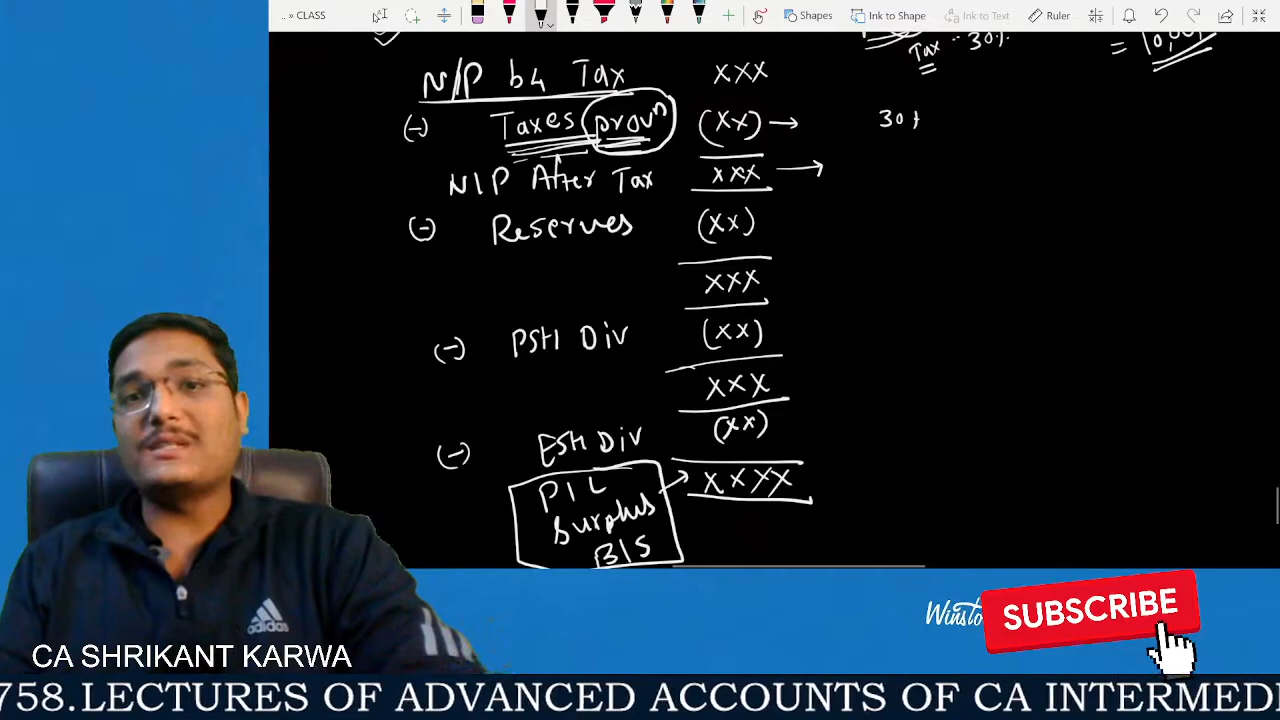 .. » CLASS
Shapes Ink to Shape Ink to Text Ruler
Tax .. 30%
= 10,00,
N/P b4 Tax XXX
(-) Taxes provn (XX) → 30%
N/P After Tax XXX →
(-) Reserves (XX)
XXX
(-) PSH Div (XX)
XXX
(-) ESH Div (XX)
P/L XXXX
Surplus
B/S
SUBSCRIBE
CA SHRIKANT KARWA
758.LECTURES OF ADVANCED ACCOUNTS OF CA INTERMED